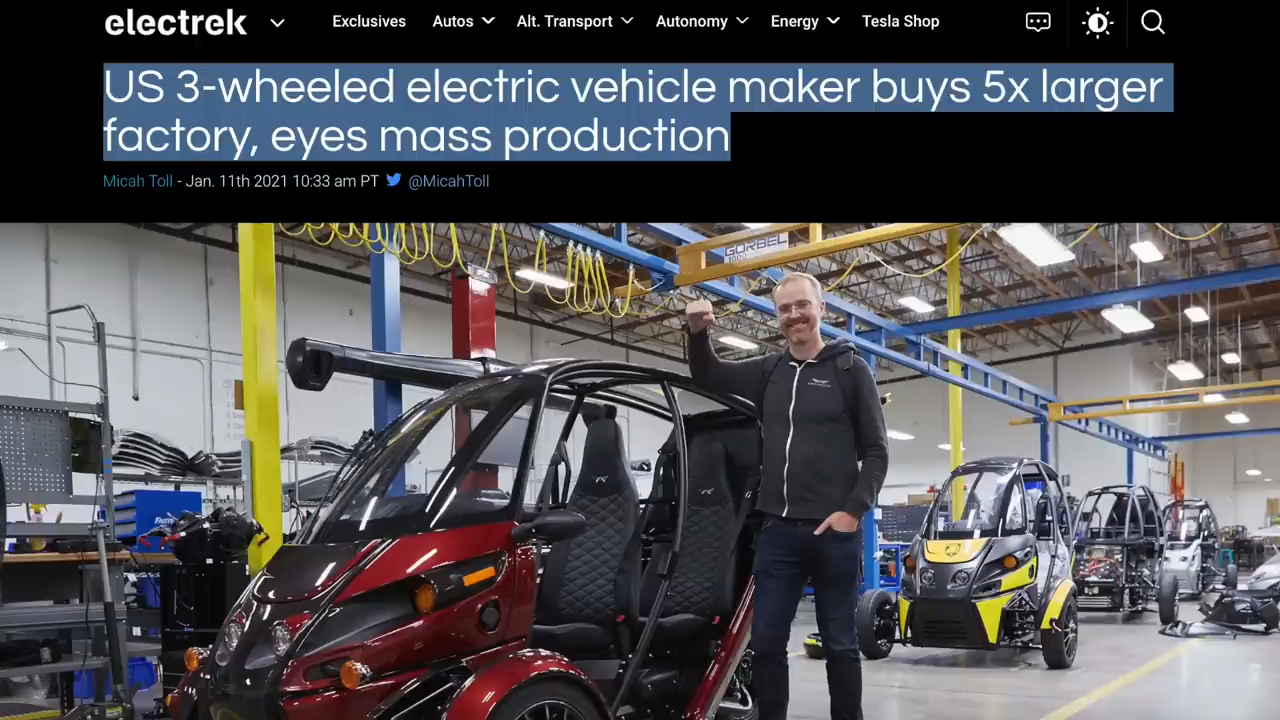 electrek
Exclusives Autos Alt. Transport Autonomy Energy Tesla Shop
US 3-wheeled electric vehicle maker buys 5x larger
factory, eyes mass production
Micah Toll - Jan. 11th 2021 10:33 am PT @MicahToll
GORBEL